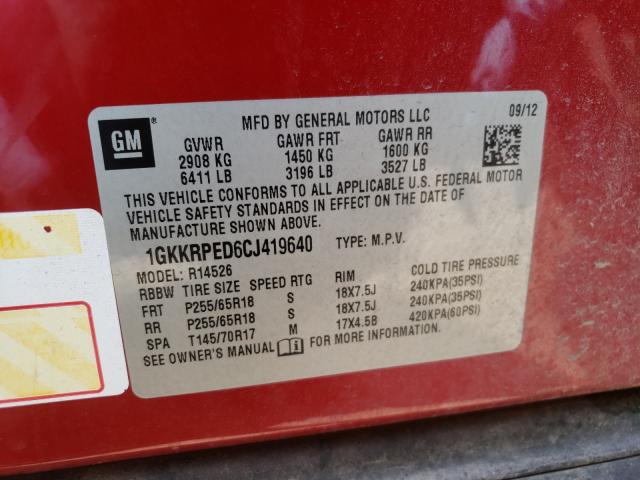 MFD BY GENERAL MOTORS LLC 09/12
GM ®
GVWR GAWR FRT GAWR RR
2908 KG 1450 KG 1600 KG
6411 LB 3196 LB 3527 LB
THIS VEHICLE CONFORMS TO ALL APPLICABLE U.S. FEDERAL MOTOR
VEHICLE SAFETY STANDARDS IN EFFECT ON THE DATE OF
MANUFACTURE SHOWN ABOVE.
1GKKRPED6CJ419640 TYPE: M.P.V.
MODEL: R14526
RBBW TIRE SIZE SPEED RTG RIM COLD TIRE PRESSURE
FRT P255/65R18 S 18X7.5J 240KPA(35PSI)
RR P255/65R18 S 18X7.5J 240KPA(35PSI)
SPA T145/70R17 M 17X4.5B 420KPA(60PSI)
SEE OWNER'S MANUAL FOR MORE INFORMATION.